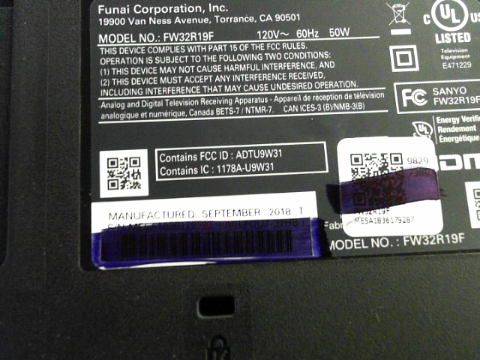 Funai Corporation, Inc.
19900 Van Ness Avenue, Torrance, CA 90501
MODEL NO.: FW32R19F 120V~ 60Hz 50W
THIS DEVICE COMPLIES WITH PART 15 OF THE FCC RULES.
OPERATION IS SUBJECT TO THE FOLLOWING TWO CONDITIONS:
(1) THIS DEVICE MAY NOT CAUSE HARMFUL INTERFERENCE, AND
(2) THIS DEVICE MUST ACCEPT ANY INTERFERENCE RECEIVED,
INCLUDING INTERFERENCE THAT MAY CAUSE UNDESIRED OPERATION.
Analog and Digital Television Receiving Apparatus - Appareil de réception de télévision
analogique et numérique, Canada BETS-7 / NTMR-7. CAN ICES-3 (B)/NMB-3(B)
C UL US
LISTED
Television
Equipment
E471229
FC SANYO
FW32R19F
UL
Energy Verified
Rendement
Énergétique
Contains FCC ID : ADTU9W31
Contains IC : 1178A-U9W31
9B29
MANUFACTURED SEPTEMBER 2018 T
FW32R19F
MODEL NO.: FW32R19F